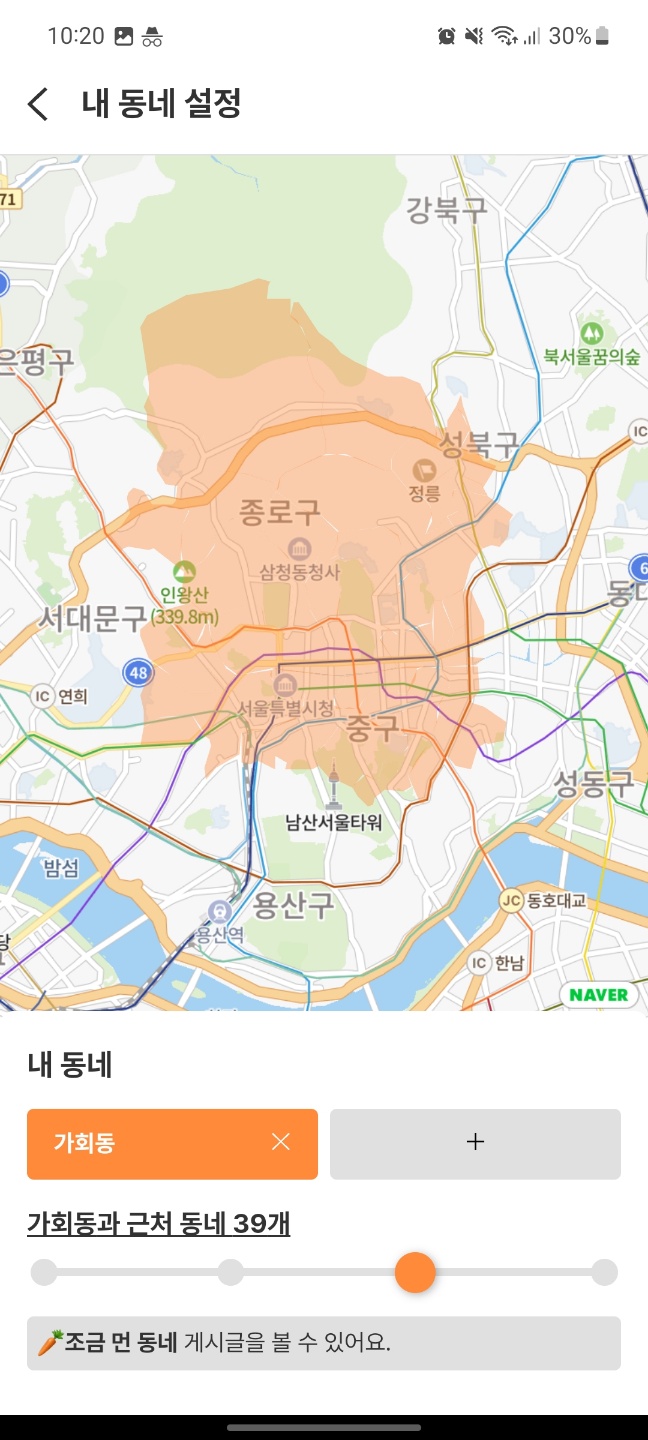 10:20
30%
내 동네 설정
71
강북구
은평구
북서울꿈의숲
IC
성북구
정릉
종로구
삼청동청사
인왕산
(339.8m)
6
서대문구
48
IC 연희
서울특별시청
중구
성동구
남산서울타워
밤섬
용산구
JC 동호대교
용산역
당
IC 한남
NAVER
내 동네
가회동
가회동과 근처 동네 39개
조금 먼 동네 게시글을 볼 수 있어요.